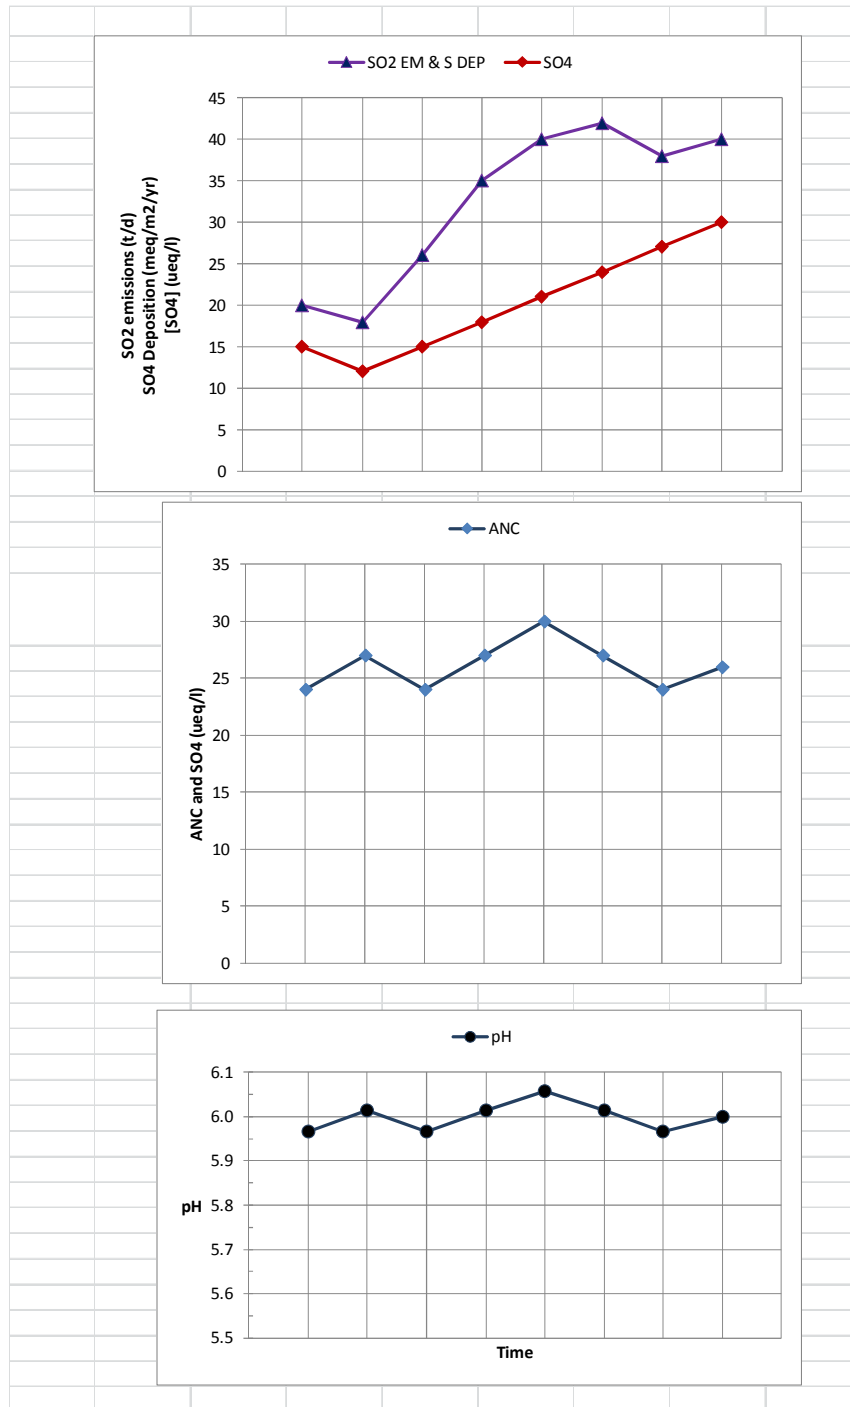 SO2 EM & S DEP SO4
45
40
35
30
25
20
15
10
5
0
SO2 emissions (t/d)
SO4 Deposition (meq/m2/yr)
[SO4] (ueq/l)
ANC
35
30
25
20
15
10
5
0
ANC and SO4 (ueq/l)
pH
6.1
6.0
5.9
5.8
5.7
5.6
5.5
pH
Time